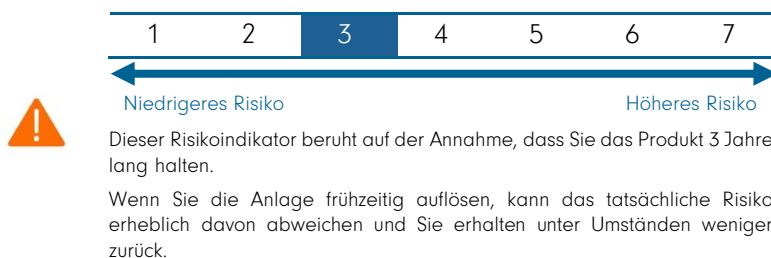 1 2 3 4 5 6 7
Niedrigeres Risiko Höheres Risiko
Dieser Risikoindikator beruht auf der Annahme, dass Sie das Produkt 3 Jahre
lang halten.
Wenn Sie die Anlage frühzeitig auflösen, kann das tatsächliche Risiko
erheblich davon abweichen und Sie erhalten unter Umständen weniger
zurück.